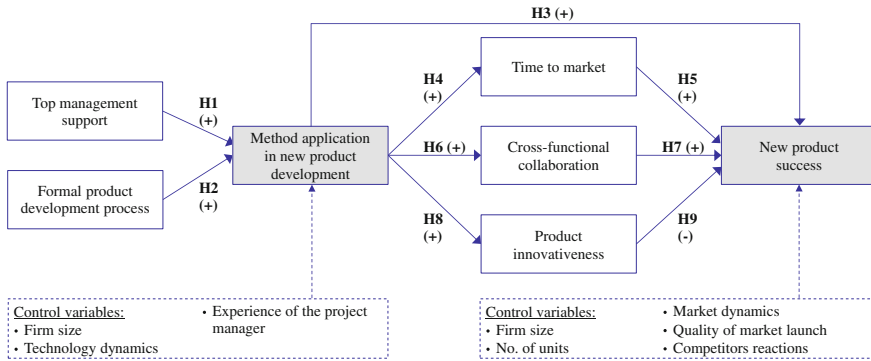 H3 (+)
Top management
support
H1
(+)
Formal product
development process
H2
(+)
Method application
in new product
development
H4
(+)
Time to market
H5
(+)
H6 (+)
Cross-functional
collaboration
H7 (+)
H8
(+)
Product
innovativeness
H9
(-)
New product
success
Control variables:
• Firm size
• Technology dynamics
• Experience of the project
manager
Control variables:
• Firm size
• No. of units
• Market dynamics
• Quality of market launch
• Competitors reactions